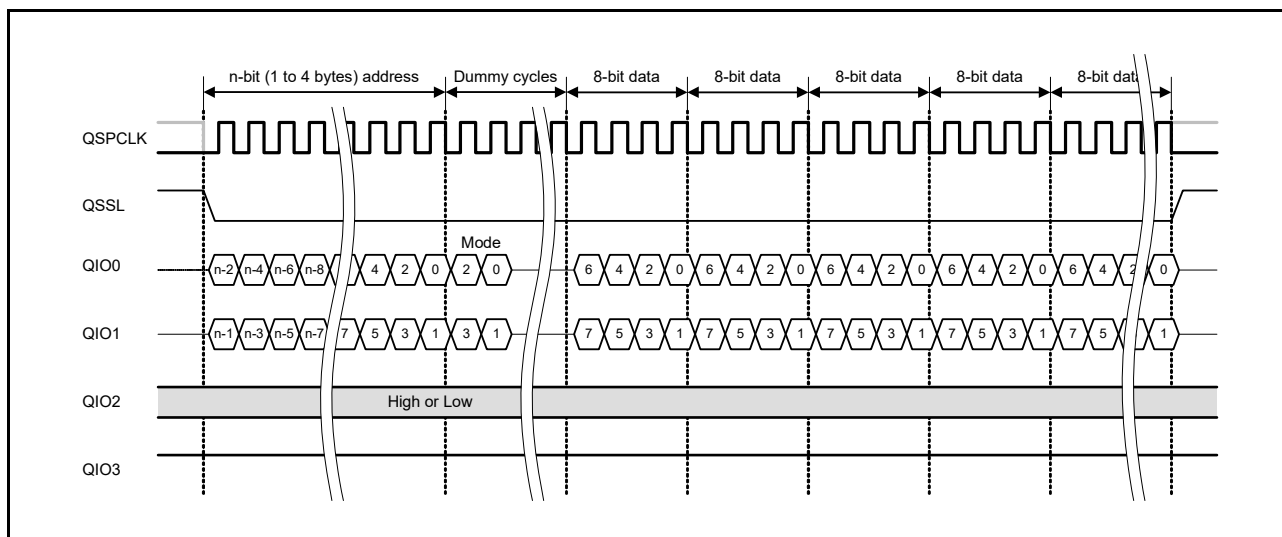 n-bit (1 to 4 bytes) address Dummy cycles 8-bit data 8-bit data 8-bit data 8-bit data 8-bit data
QSPCLK
QSSL
Mode
QIO0 n-2 n-4 n-6 n-8 4 2 0 2 0 6 4 2 0 6 4 2 0 6 4 2 0 6 4 2 0 6 4 2 0
QIO1 n-1 n-3 n-5 n-7 7 5 3 1 3 1 7 5 3 1 7 5 3 1 7 5 3 1 7 5 3 1 7 5 1
QIO2 High or Low
QIO3